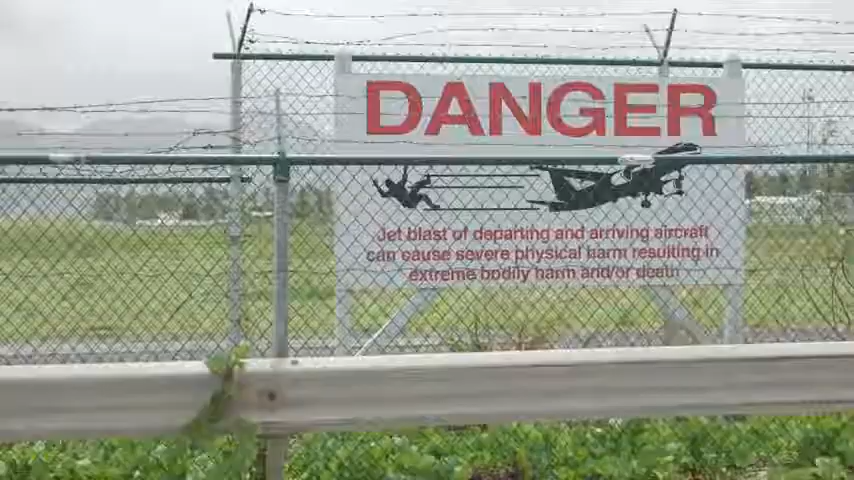 DANGER
Jet blast of departing and arriving aircraft
can cause severe physical harm resulting in
extreme bodily harm and/or death